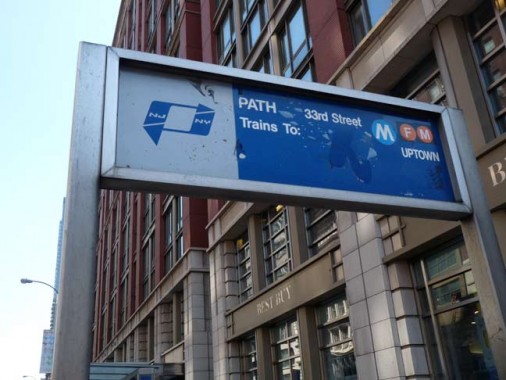 NJ
NY
PATH
Trains To:
33rd Street
M F M
UPTOWN
BEST BUY